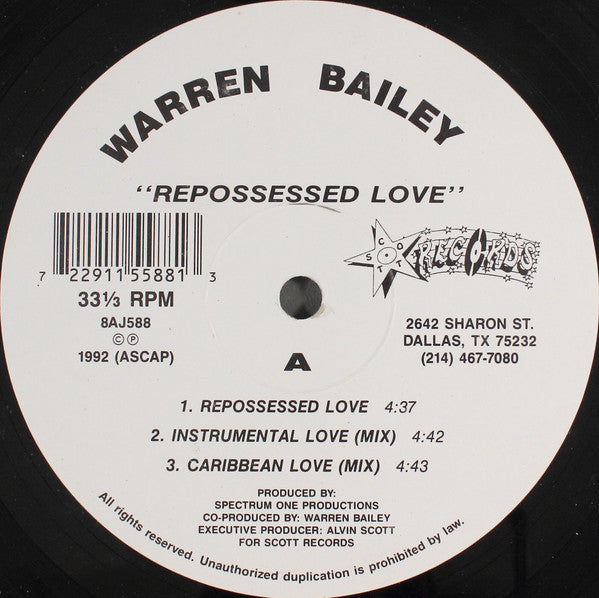 WARREN BAILEY
"REPOSSESSED LOVE"
7 22911 55881 3
33⅓ RPM
8AJ588
©℗
1992 (ASCAP)
SCOTT RECORDS
2642 SHARON ST.
DALLAS, TX 75232
(214) 467-7080
A
1. REPOSSESSED LOVE 4:37
2. INSTRUMENTAL LOVE (MIX) 4:42
3. CARIBBEAN LOVE (MIX) 4:43
PRODUCED BY:
SPECTRUM ONE PRODUCTIONS
CO-PRODUCED BY: WARREN BAILEY
EXECUTIVE PRODUCER: ALVIN SCOTT
FOR SCOTT RECORDS
All rights reserved. Unauthorized duplication is prohibited by law.